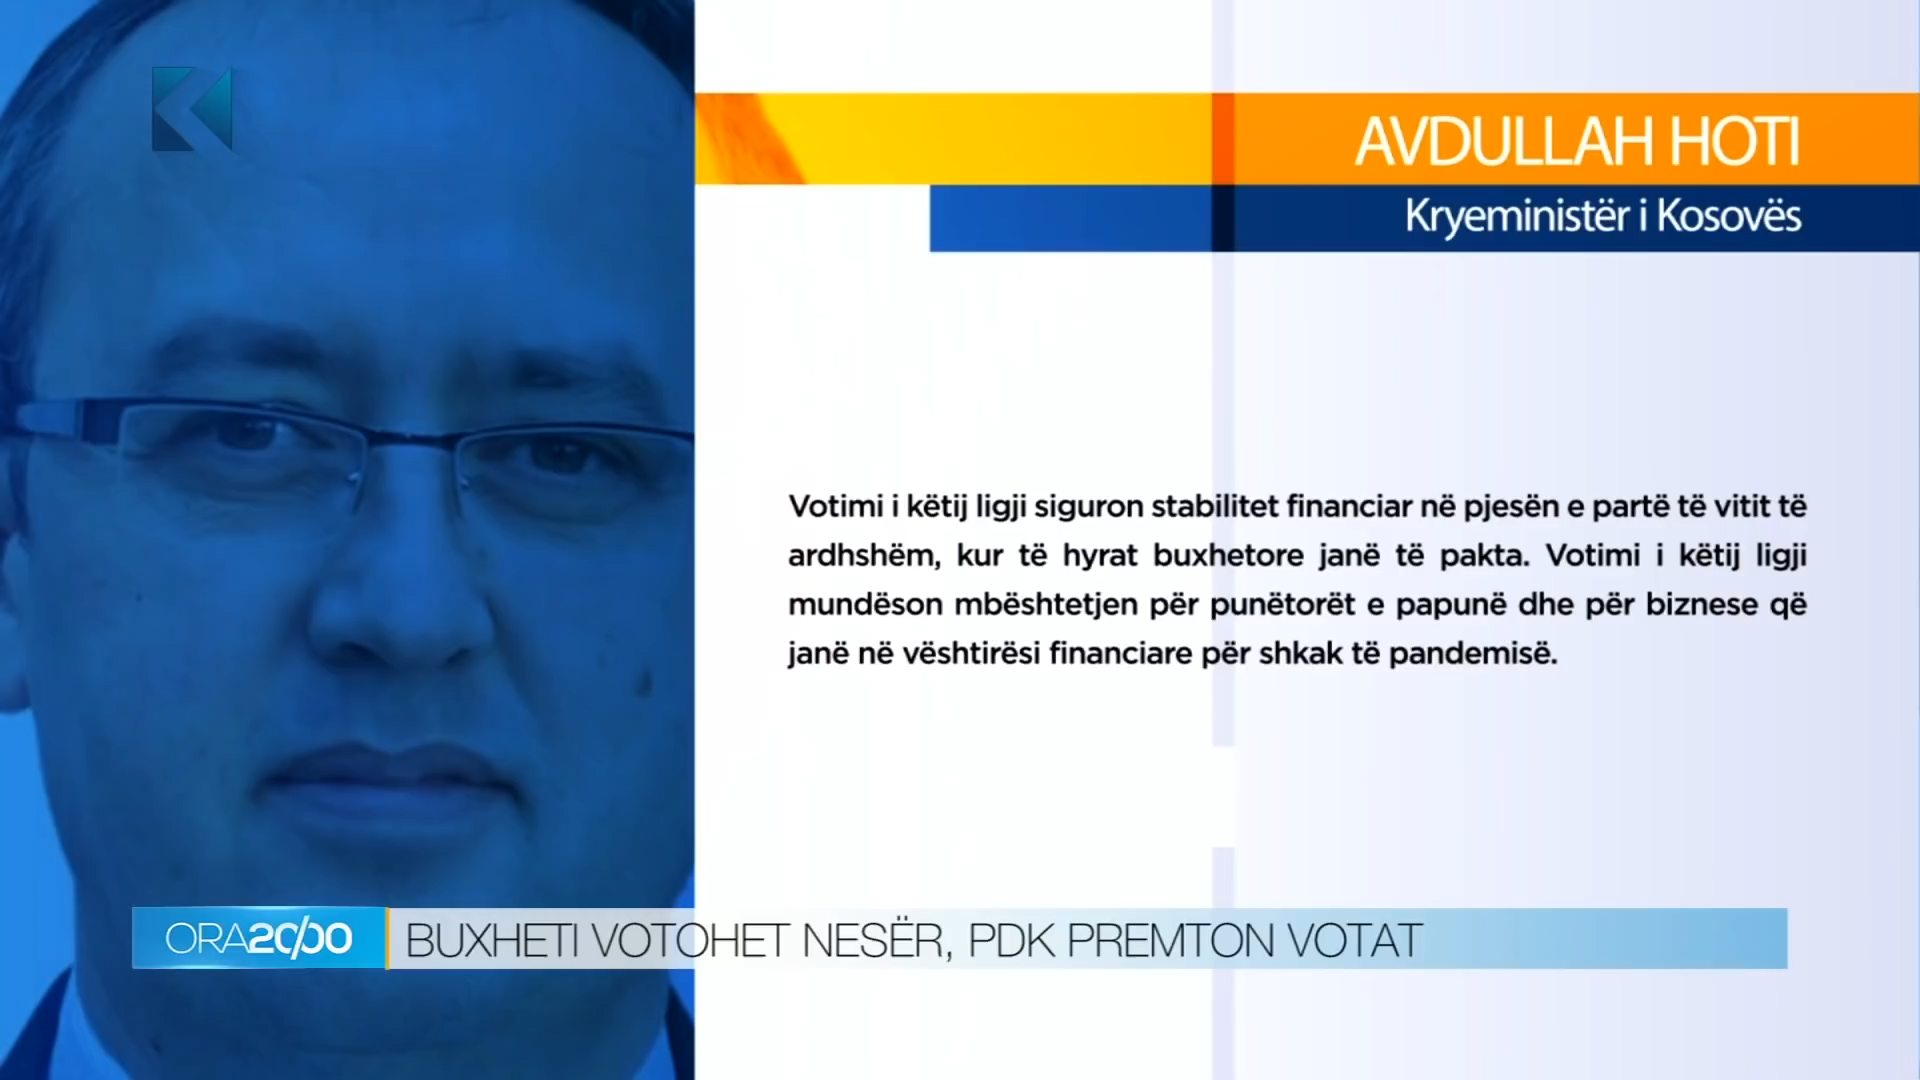 AVDULLAH HOTI
Kryeministër i Kosovës
Votimi i këtij ligji siguron stabilitet financiar në pjesën e partë të vitit të
ardhshëm, kur të hyrat buxhetore janë të pakta. Votimi i këtij ligji
mundëson mbështetjen për punëtorët e papunë dhe për biznese që
janë në vështirësi financiare për shkak të pandemisë.
ORA20/00 BUXHETI VOTOHET NESËR, PDK PREMTON VOTAT